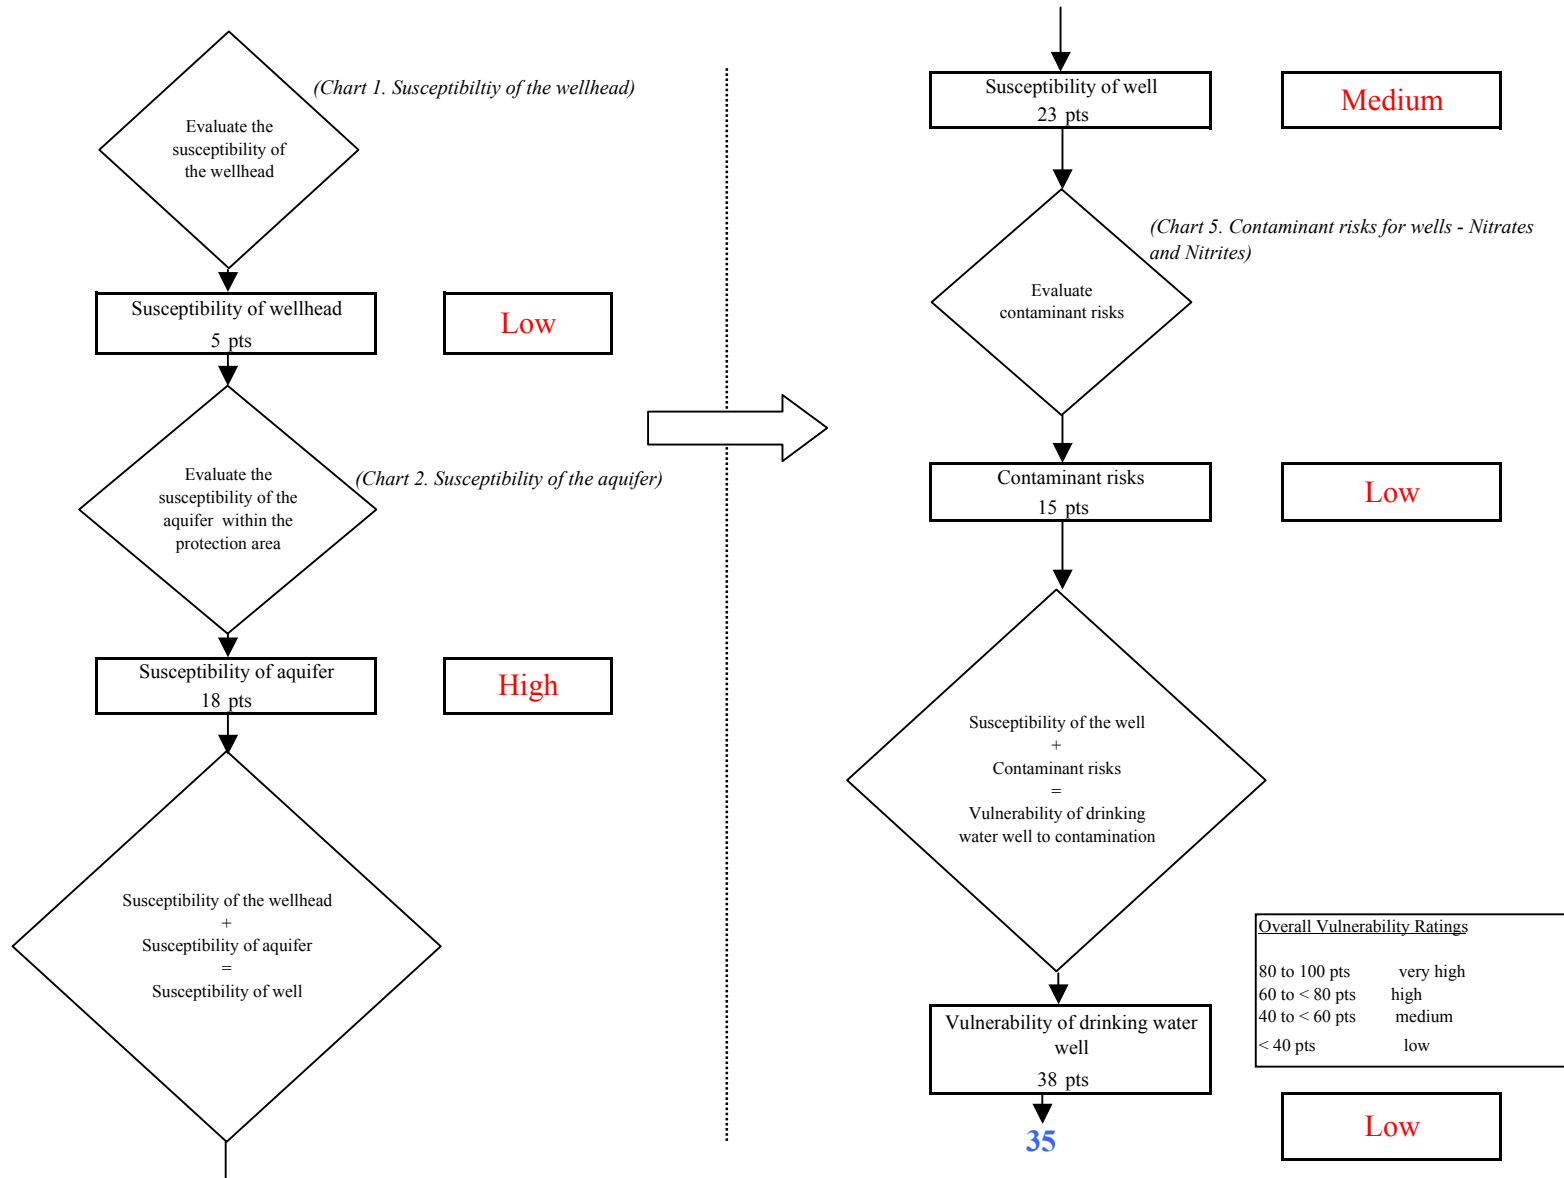 (Chart 1. Susceptibiltiy of the wellhead)
Evaluate the
susceptibility of
the wellhead
Susceptibility of wellhead
5 pts
Low
Evaluate the
susceptibility of the
aquifer within the
protection area
(Chart 2. Susceptibility of the aquifer)
Susceptibility of aquifer
18 pts
High
Susceptibility of the wellhead
+
Susceptibility of aquifer
=
Susceptibility of well
Susceptibility of well
23 pts
Medium
(Chart 5. Contaminant risks for wells - Nitrates
and Nitrites)
Evaluate
contaminant risks
Contaminant risks
15 pts
Low
Susceptibility of the well
+
Contaminant risks
=
Vulnerability of drinking
water well to contamination
Overall Vulnerability Ratings
80 to 100 pts very high
60 to < 80 pts high
40 to < 60 pts medium
< 40 pts low
Vulnerability of drinking water
well
38 pts
35
Low